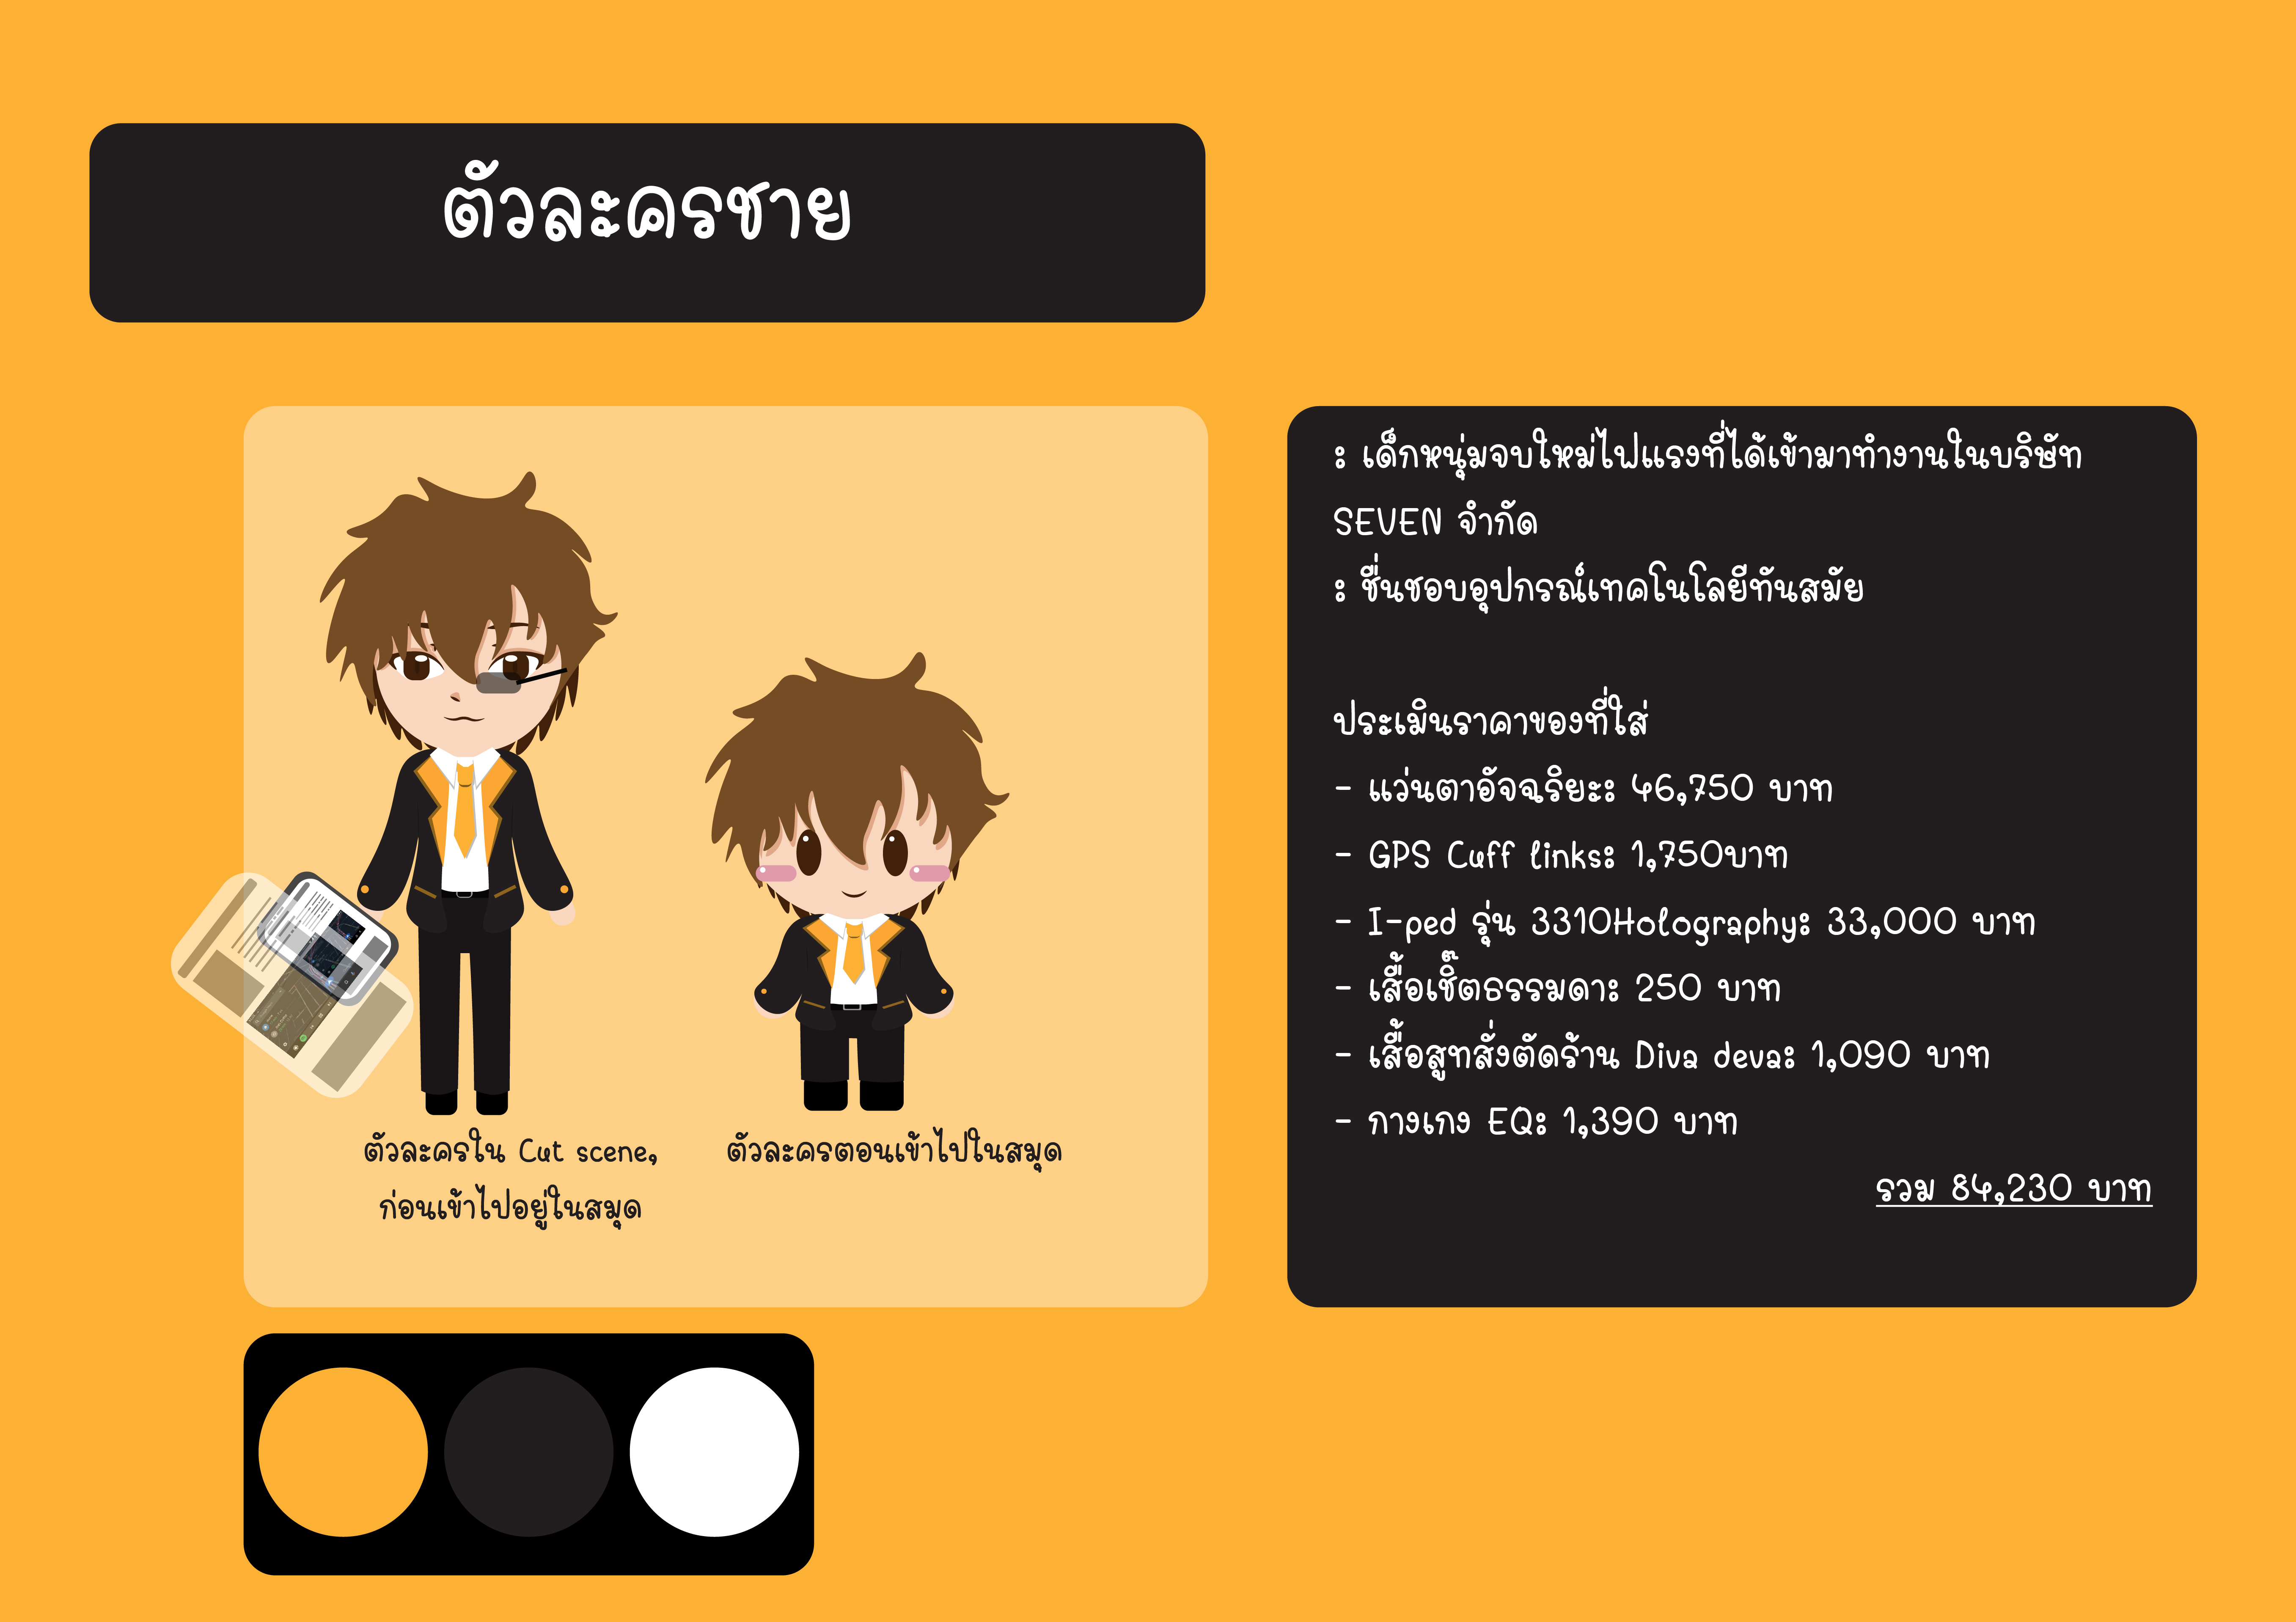 ตัวละครชาย
: เด็กหนุ่มจบใหม่ไฟแรงที่ได้เข้ามาทำงานในบริษัท
SEVEN จำกัด
: ชื่นชอบอุปกรณ์เทคโนโลยีทันสมัย
ประเมินราคาของที่ใส่
- แว่นตาอัจฉริยะ: 46,750 บาท
- GPS Cuff links: 1,750บาท
- I-ped รุ่น 3310Holography: 33,000 บาท
- เสื้อเชิ๊ตธรรมดา: 250 บาท
- เสื้อสูทสั่งตัดร้าน Diva deva: 1,090 บาท
- กางเกง EQ: 1,390 บาท
รวม 84,230 บาท
ตัวละครใน Cut scene,
ก่อนเข้าไปอยู่ในสมุด
ตัวละครตอนเข้าไปในสมุด